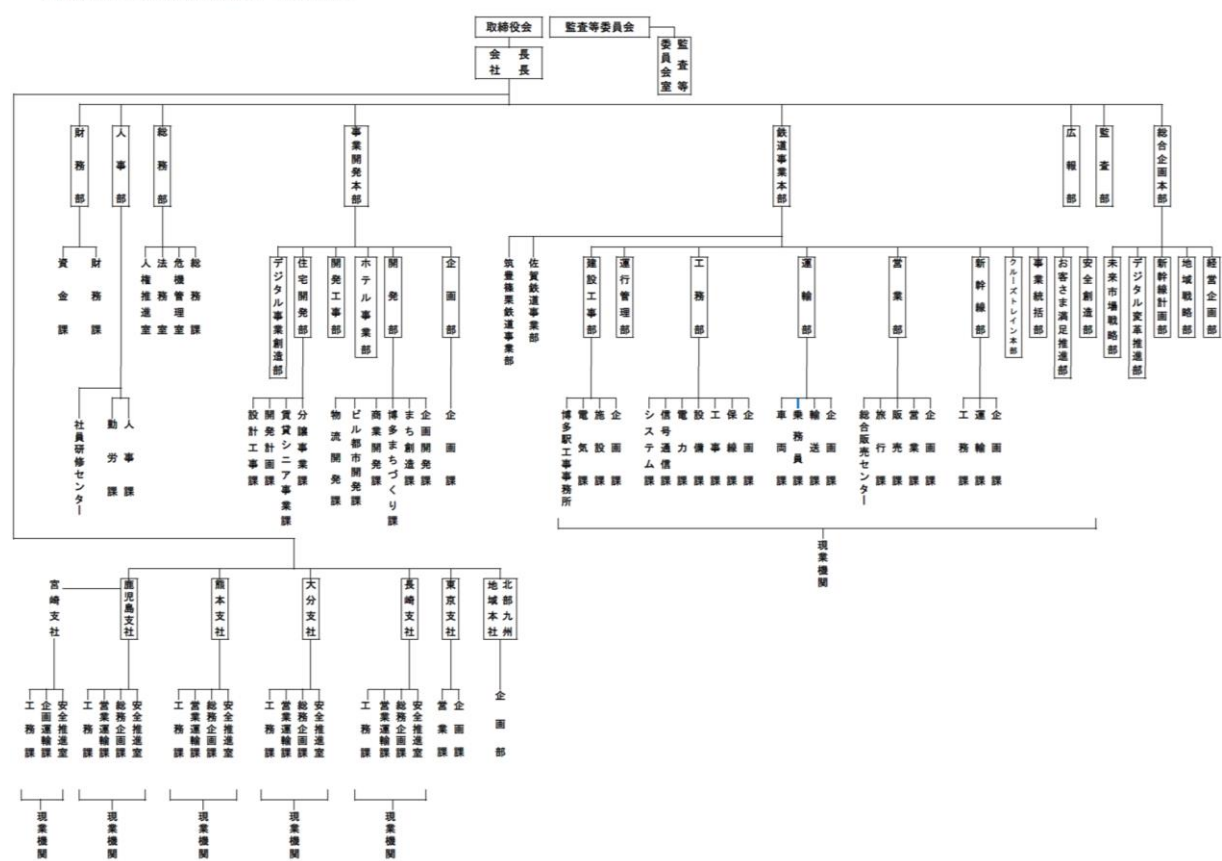 取締役会
監査等委員会
会長
社長
監査等
委員会室
総合企画本部
監査部
広報部
鉄道事業本部
事業開発本部
総務部
人事部
財務部
経営企画部
地域戦略部
新幹線計画部
デジタル変革推進部
未来市場戦略部
安全創造部
お客さま満足推進部
事業統括部
クルーズトレイン本部
新幹線部
営業部
運輸部
工務部
運行管理部
建設工事部
佐賀鉄道事業部
筑豊篠栗鉄道事業部
企画部
開発部
ホテル事業部
開発工事部
住宅開発部
デジタル事業創造部
総務課
危機管理室
法務室
人権推進室
財務課
資金課
企画課
運輸課
工務課
企画課
営業課
販売課
旅行課
総合販売センター
企画課
輸送課
乗務員課
車両課
企画課
保線課
工事課
設備課
電力課
信号通信課
システム課
企画課
施設課
電気課
博多駅工事事務所
企画課
企画開発課
まち創造課
博多まちづくり課
商業開発課
ビル都市開発課
物流開発課
分譲事業課
賃貸シニア事業課
開発計画課
設計工事課
人事課
勤労課
社員研修センター
現業機関
北部九州
地域本社
東京支社
長崎支社
大分支社
熊本支社
鹿児島支社
宮崎支社
企画部
企画課
営業課
安全推進室
総務企画課
営業運輸課
工務課
安全推進室
総務企画課
営業運輸課
工務課
安全推進室
総務企画課
営業運輸課
工務課
安全推進室
総務企画課
営業運輸課
工務課
安全推進室
企画運輸課
工務課
現業機関
現業機関
現業機関
現業機関
現業機関